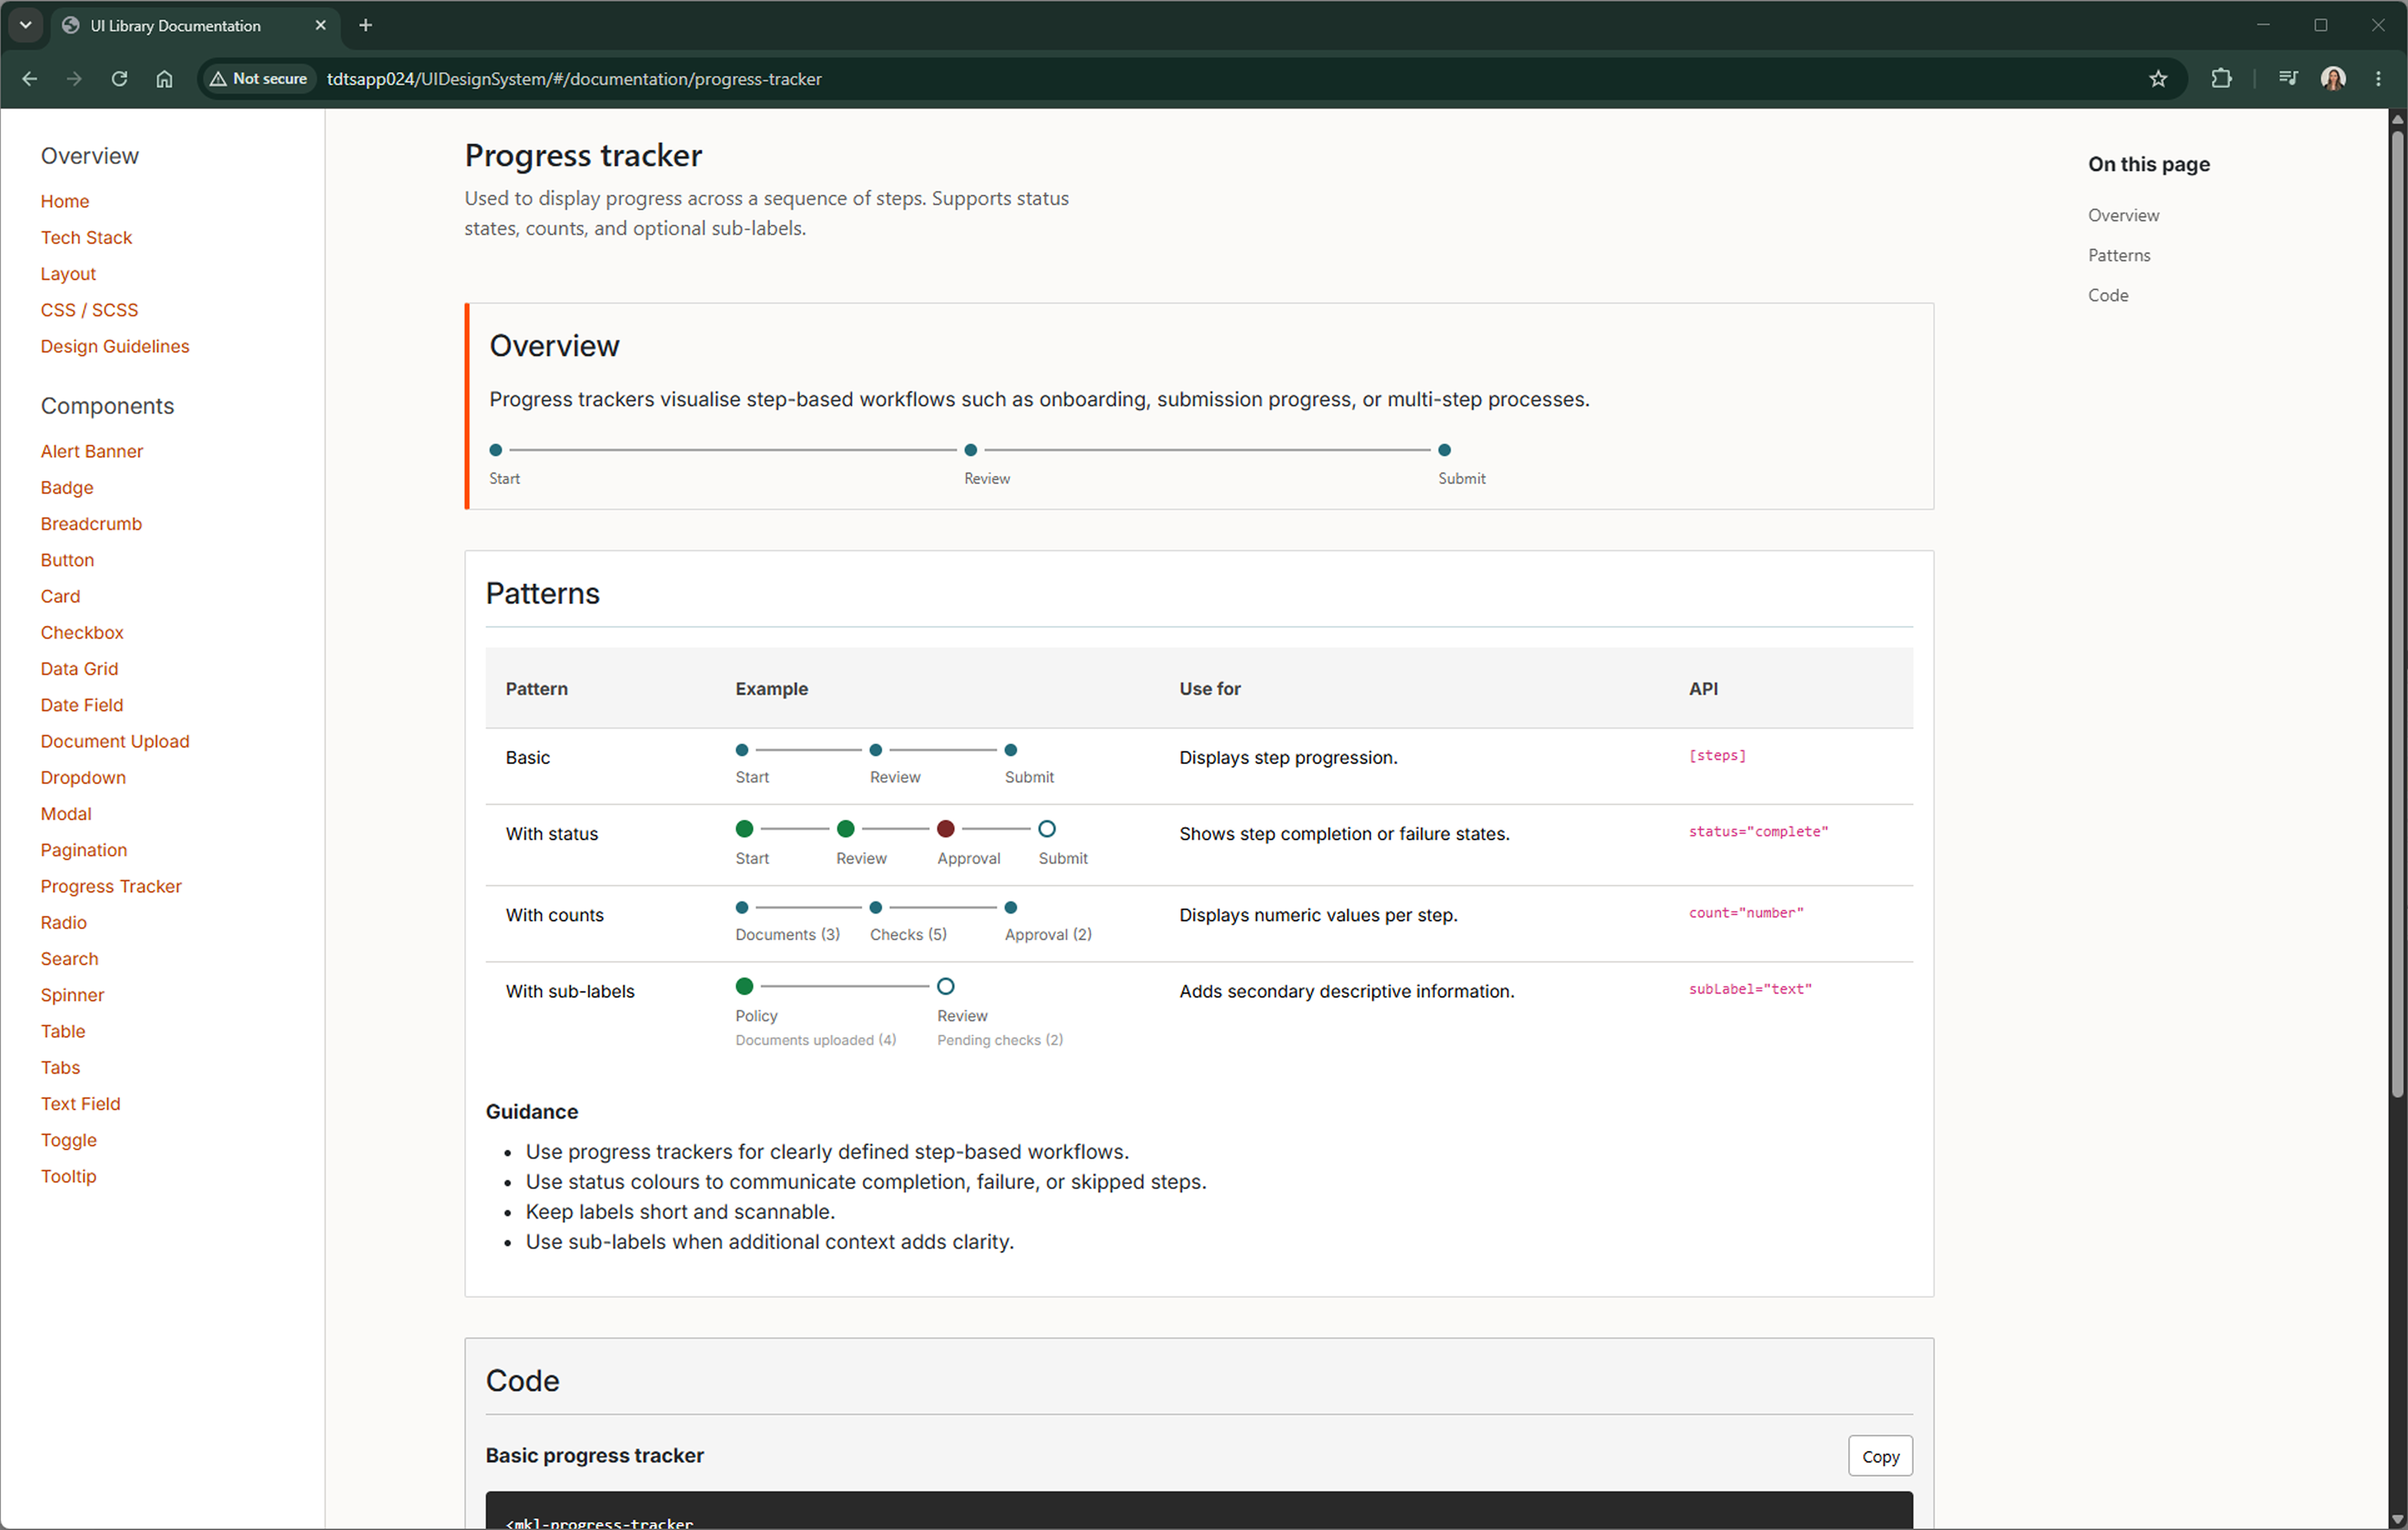 UI Library Documentation
Not secure
tdtsapp024/UIDesignSystem/#/documentation/progress-tracker
Overview
Home
Tech Stack
Layout
CSS / SCSS
Design Guidelines
Components
Alert Banner
Badge
Breadcrumb
Button
Card
Checkbox
Data Grid
Date Field
Document Upload
Dropdown
Modal
Pagination
Progress Tracker
Radio
Search
Spinner
Table
Tabs
Text Field
Toggle
Tooltip
Progress tracker
Used to display progress across a sequence of steps. Supports status
states, counts, and optional sub-labels.
Overview
Progress trackers visualise step-based workflows such as onboarding, submission progress, or multi-step processes.
Start Review Submit
Patterns
Pattern Example Use for API
Basic Displays step progression. [steps]
Start Review Submit
With status Shows step completion or failure states. status="complete"
Start Review Approval Submit
With counts Displays numeric values per step. count="number"
Documents (3) Checks (5) Approval (2)
With sub-labels Adds secondary descriptive information. subLabel="text"
Policy Review
Documents uploaded (4) Pending checks (2)
Guidance
• Use progress trackers for clearly defined step-based workflows.
• Use status colours to communicate completion, failure, or skipped steps.
• Keep labels short and scannable.
• Use sub-labels when additional context adds clarity.
Code
Basic progress tracker
Copy
<mkl-progress-tracker
On this page
Overview
Patterns
Code